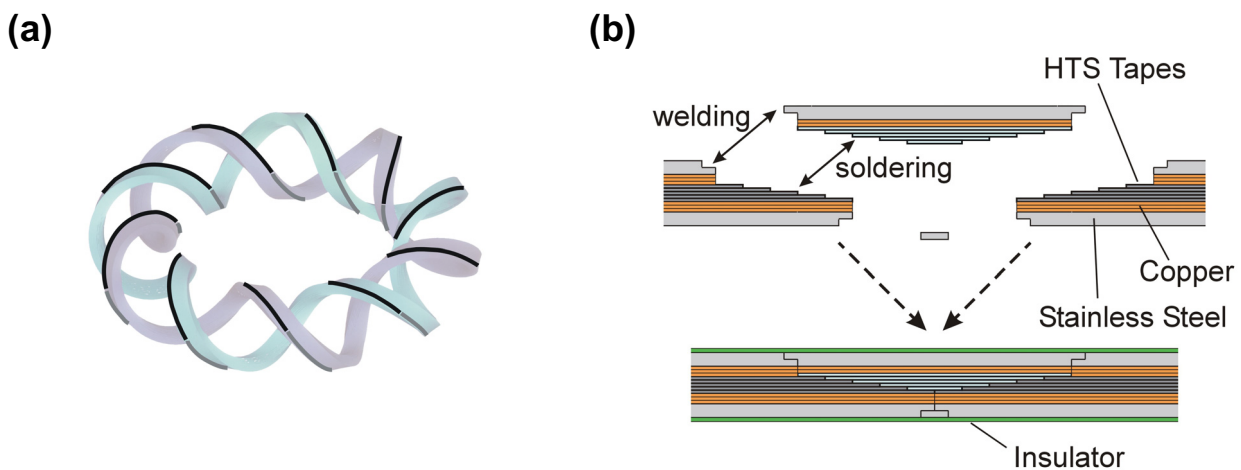 (a)
(b)
HTS Tapes
welding
soldering
Copper
Stainless Steel
Insulator